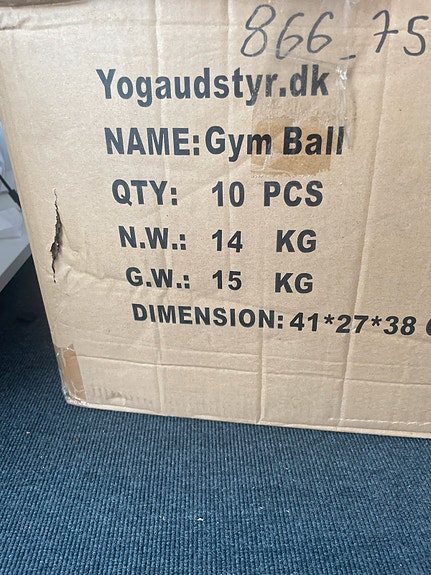 866_75
Yogaudstyr.dk
NAME: Gym Ball
QTY: 10 PCS
N.W.: 14 KG
G.W.: 15 KG
DIMENSION: 41*27*38